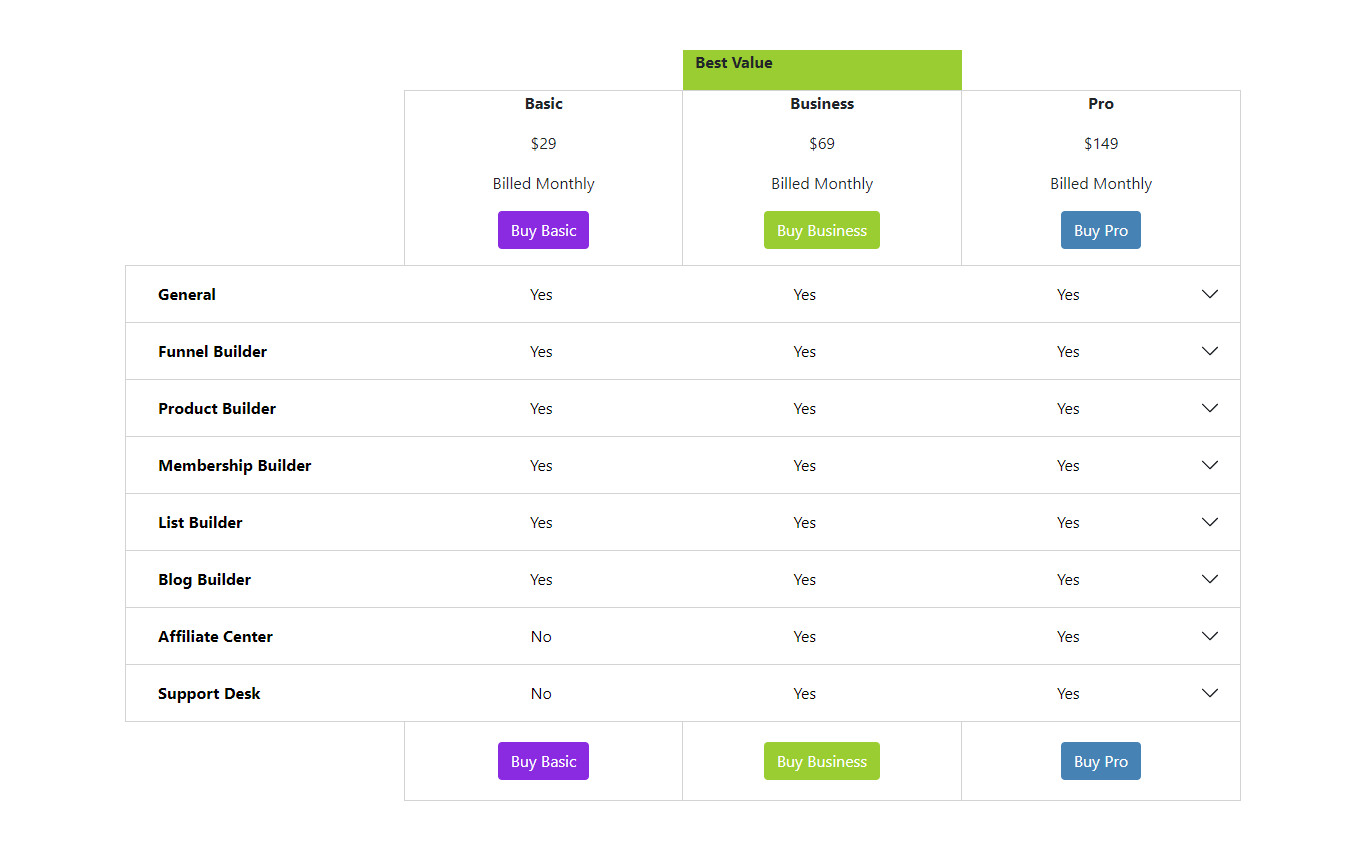 Best Value
Basic Business Pro
$29 $69 $149
Billed Monthly Billed Monthly Billed Monthly
Buy Basic Buy Business Buy Pro
General Yes Yes Yes
Funnel Builder Yes Yes Yes
Product Builder Yes Yes Yes
Membership Builder Yes Yes Yes
List Builder Yes Yes Yes
Blog Builder Yes Yes Yes
Affiliate Center No Yes Yes
Support Desk No Yes Yes
Buy Basic Buy Business Buy Pro